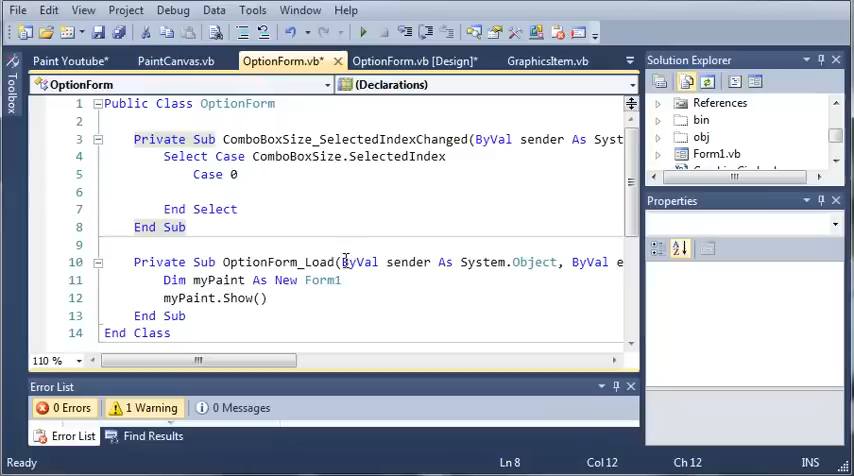 File Edit View Project Debug Data Tools Window Help
Paint Youtube* PaintCanvas.vb OptionForm.vb* OptionForm.vb [Design]* GraphicsItem.vb
Toolbox
OptionForm (Declarations)
1 Public Class OptionForm
2
3 Private Sub ComboBoxSize_SelectedIndexChanged(ByVal sender As Syst
4 Select Case ComboBoxSize.SelectedIndex
5 Case 0
6
7 End Select
8 End Sub
9
10 Private Sub OptionForm_Load(ByVal sender As System.Object, ByVal e
11 Dim myPaint As New Form1
12 myPaint.Show()
13 End Sub
14 End Class
110 %
Solution Explorer
References
bin
obj
Form1.vb
Properties
Error List
0 Errors 1 Warning 0 Messages
Error List Find Results
Ready Ln 8 Col 12 Ch 12 INS